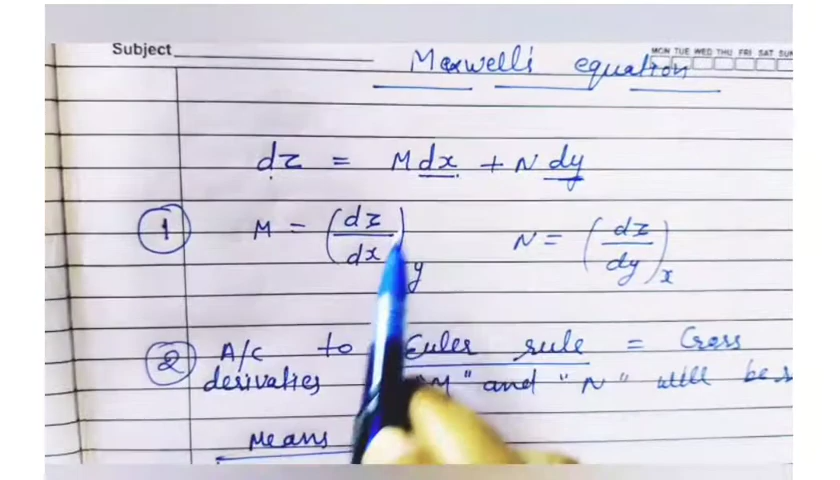 Subject
MON TUE WED THU FRI SAT SUN
Maxwell's equation
dz = Mdx + N dy
1 M = (dz/dx)y N = (dz/dy)x
2 A/C to Euler rule = Cross
derivaties "M" and "N" will be
Means